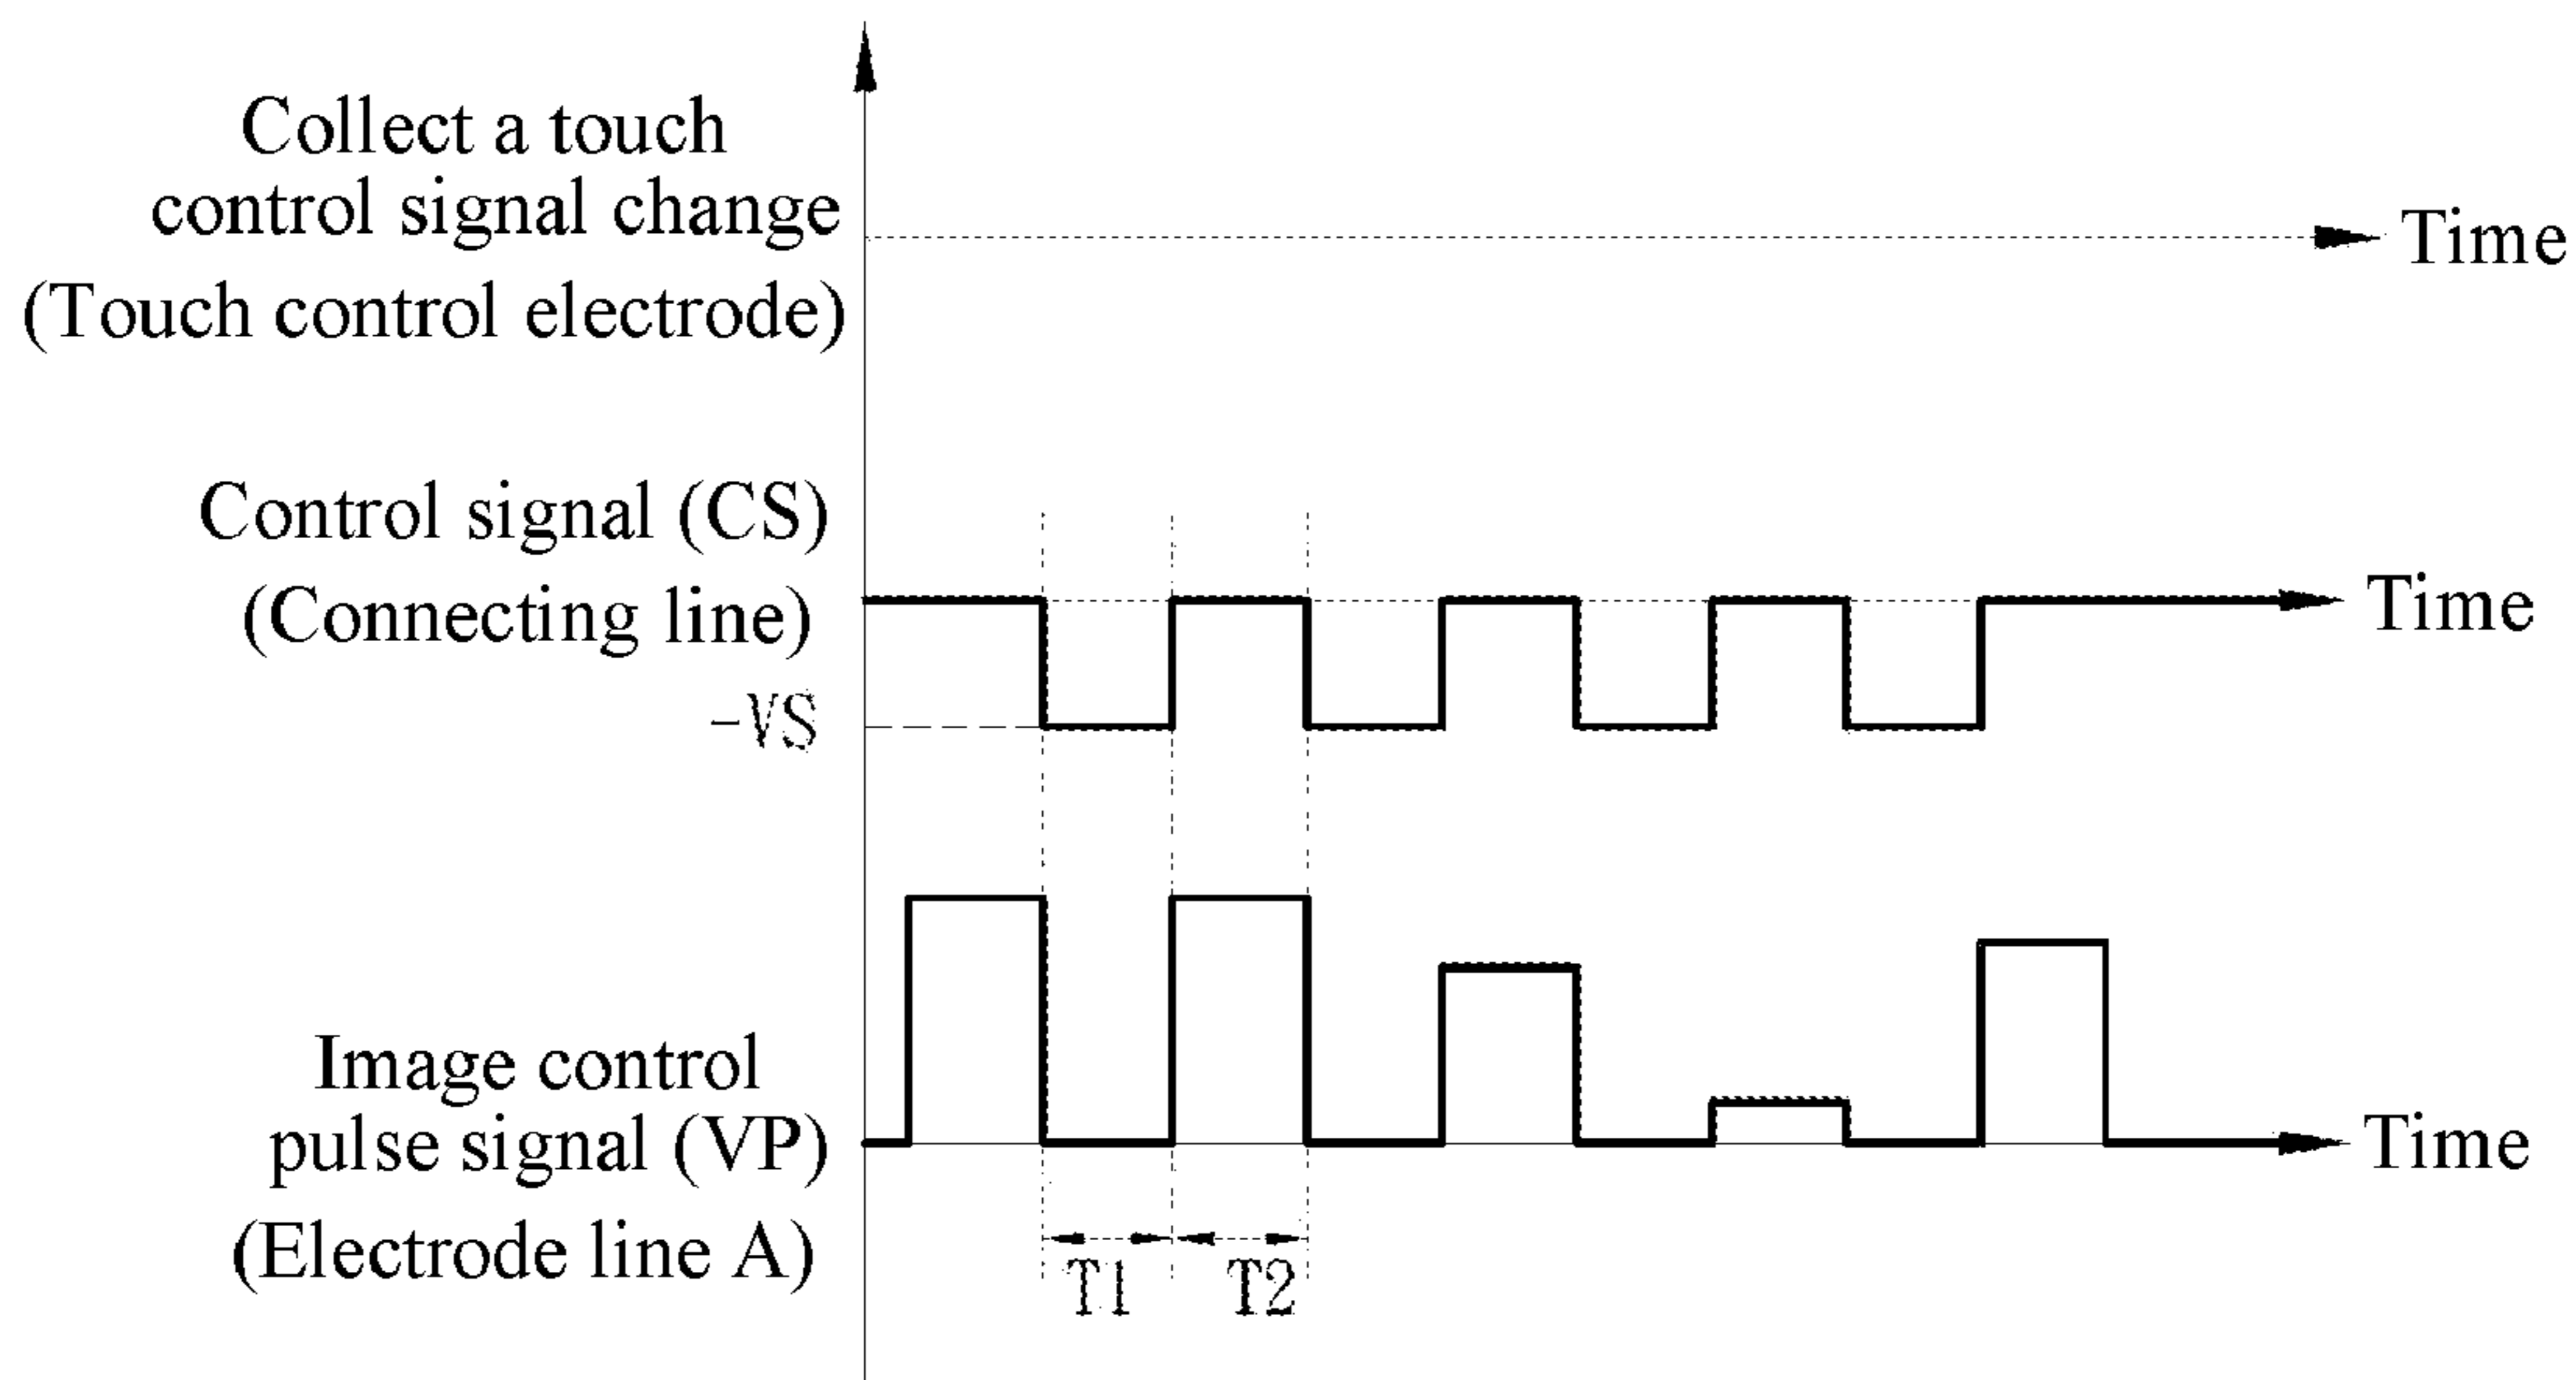 Collect a touch
control signal change
(Touch control electrode)
Time
Control signal (CS)
(Connecting line)
Time
-VS
Image control
pulse signal (VP)
(Electrode line A)
Time
T1
T2